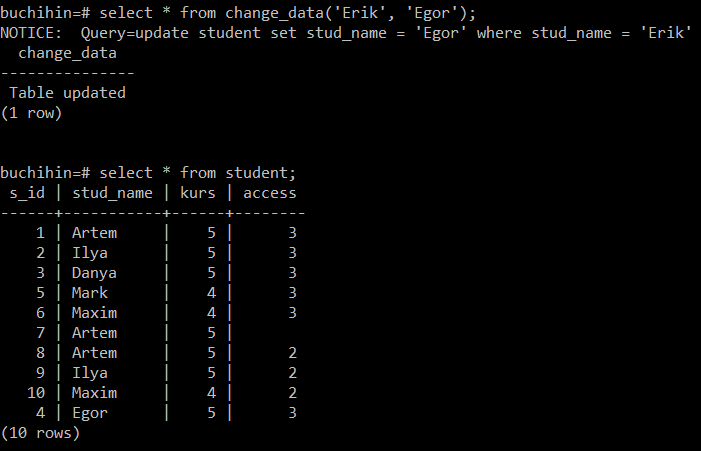 buchihin=# select * from change_data('Erik', 'Egor');
NOTICE:  Query=update student set stud_name = 'Egor' where stud_name = 'Erik'
  change_data
---------------
 Table updated
(1 row)


buchihin=# select * from student;
 s_id | stud_name | kurs | access
------+-----------+------+--------
    1 | Artem     |    5 |      3
    2 | Ilya      |    5 |      3
    3 | Danya     |    5 |      3
    5 | Mark      |    4 |      3
    6 | Maxim     |    4 |      3
    7 | Artem     |    5 |
    8 | Artem     |    5 |      2
    9 | Ilya      |    5 |      2
   10 | Maxim     |    4 |      2
    4 | Egor      |    5 |      3
(10 rows)